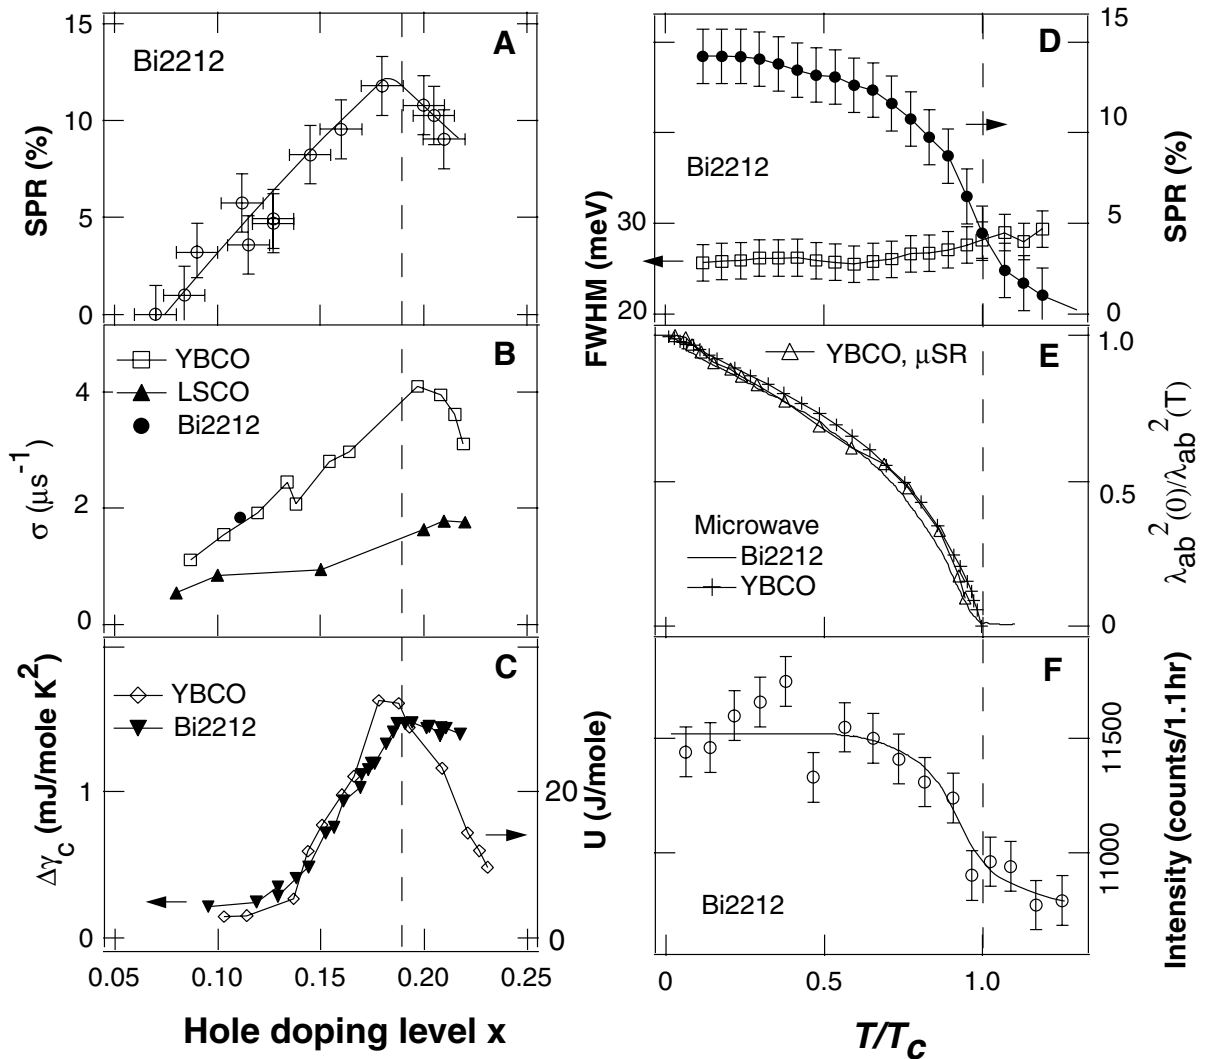 A
Bi2212
SPR (%)
15
10
5
0
B
YBCO
LSCO
Bi2212
σ (μs⁻¹)
4
2
0
C
YBCO
Bi2212
Δγc (mJ/mole K²)
1
0
U (J/mole)
20
0
0.05 0.10 0.15 0.20 0.25
Hole doping level x
D
Bi2212
FWHM (meV)
30
20
SPR (%)
15
10
5
0
E
YBCO, μSR
Microwave
Bi2212
YBCO
λab²(0)/λab²(T)
1.0
0.5
0
F
Bi2212
Intensity (counts/1.1hr)
11500
11000
0 0.5 1.0
T/Tc